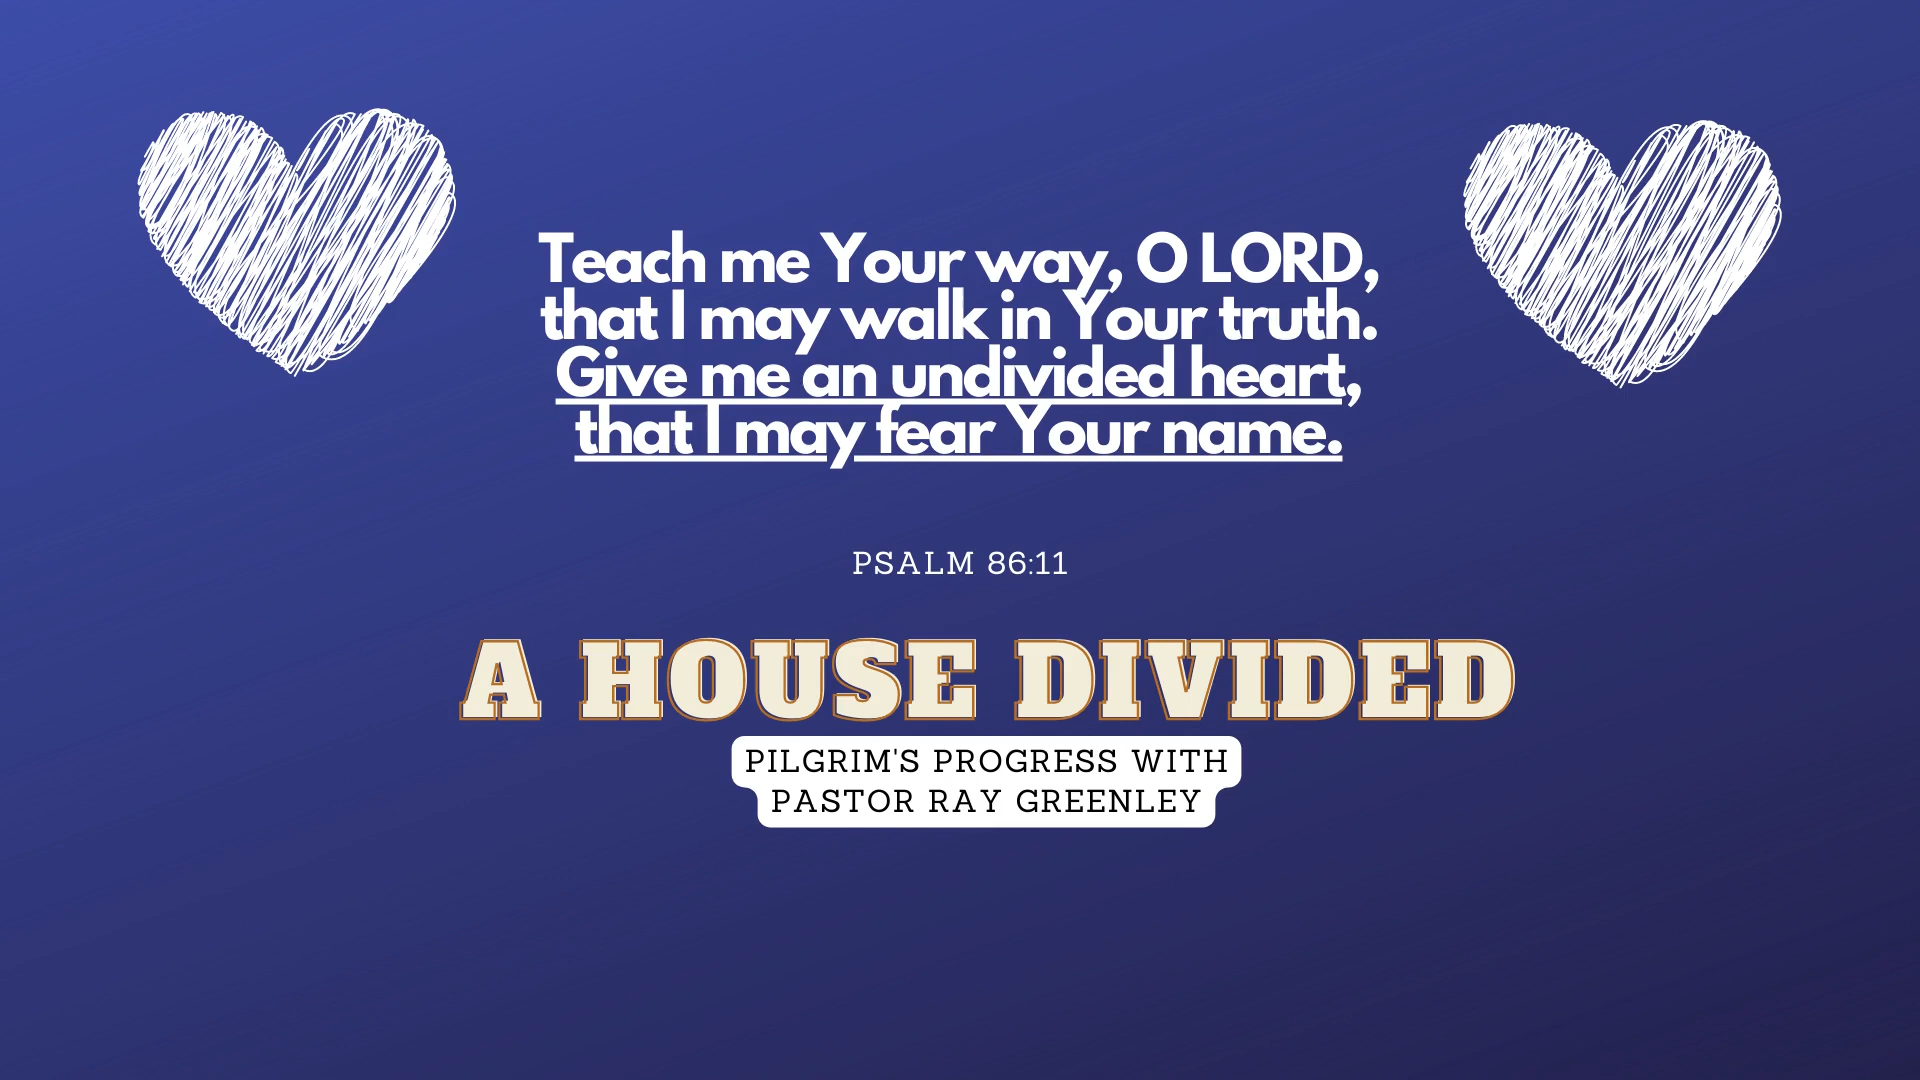 Teach me Your way, O LORD,
that I may walk in Your truth.
Give me an undivided heart,
that I may fear Your name.
PSALM 86:11
A HOUSE DIVIDED
PILGRIM'S PROGRESS WITH
PASTOR RAY GREENLEY